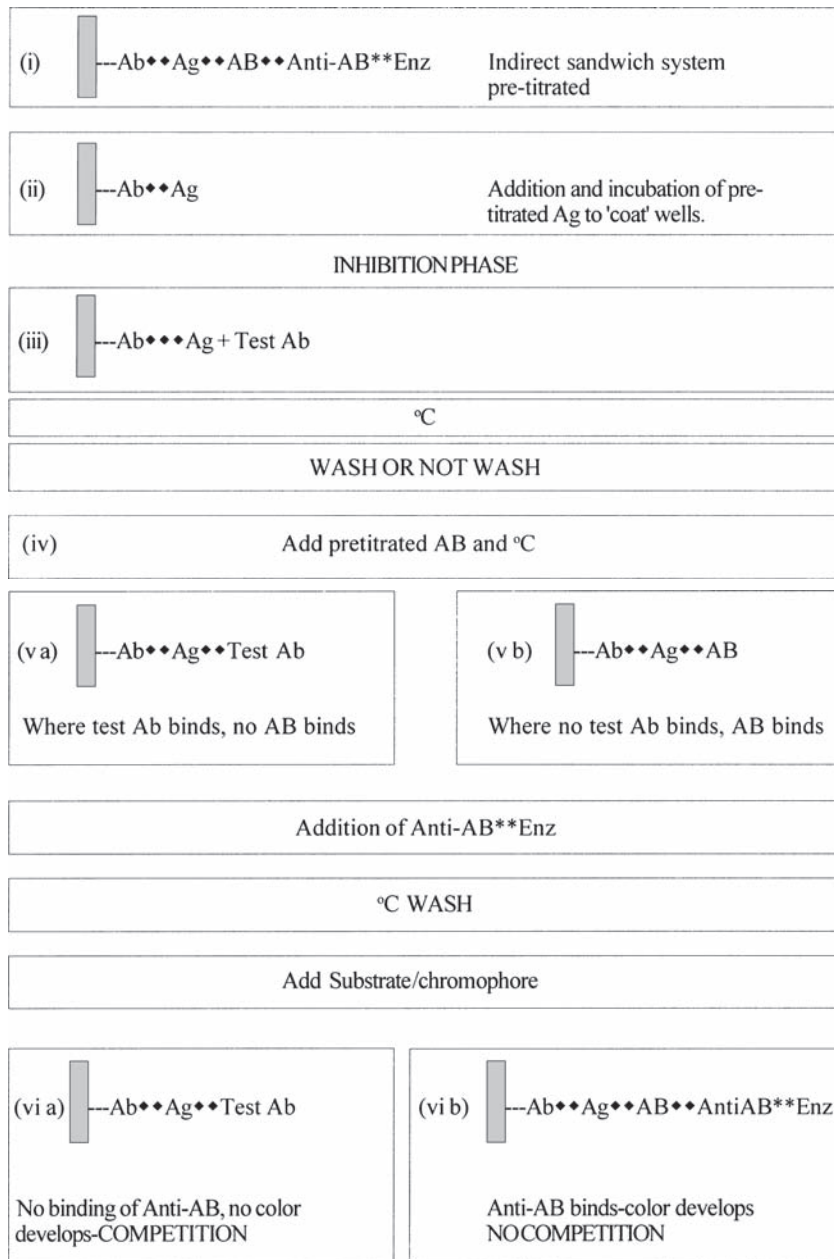 (i) ---Ab♦♦Ag♦♦AB♦♦Anti-AB**Enz Indirect sandwich system
pre-titrated
(ii) ---Ab♦♦Ag Addition and incubation of pre-
titrated Ag to 'coat' wells.
INHIBITION PHASE
(iii) ---Ab♦♦♦Ag + Test Ab
ºC
WASH OR NOT WASH
(iv) Add pretitrated AB and ºC
(v a) ---Ab♦♦Ag♦♦Test Ab
Where test Ab binds, no AB binds
(v b) ---Ab♦♦Ag♦♦AB
Where no test Ab binds, AB binds
Addition of Anti-AB**Enz
ºC WASH
Add Substrate/chromophore
(vi a) ---Ab♦♦Ag♦♦Test Ab
No binding of Anti-AB, no color
develops-COMPETITION
(vi b) ---Ab♦♦Ag♦♦AB♦♦AntiAB**Enz
Anti-AB binds-color develops
NO COMPETITION